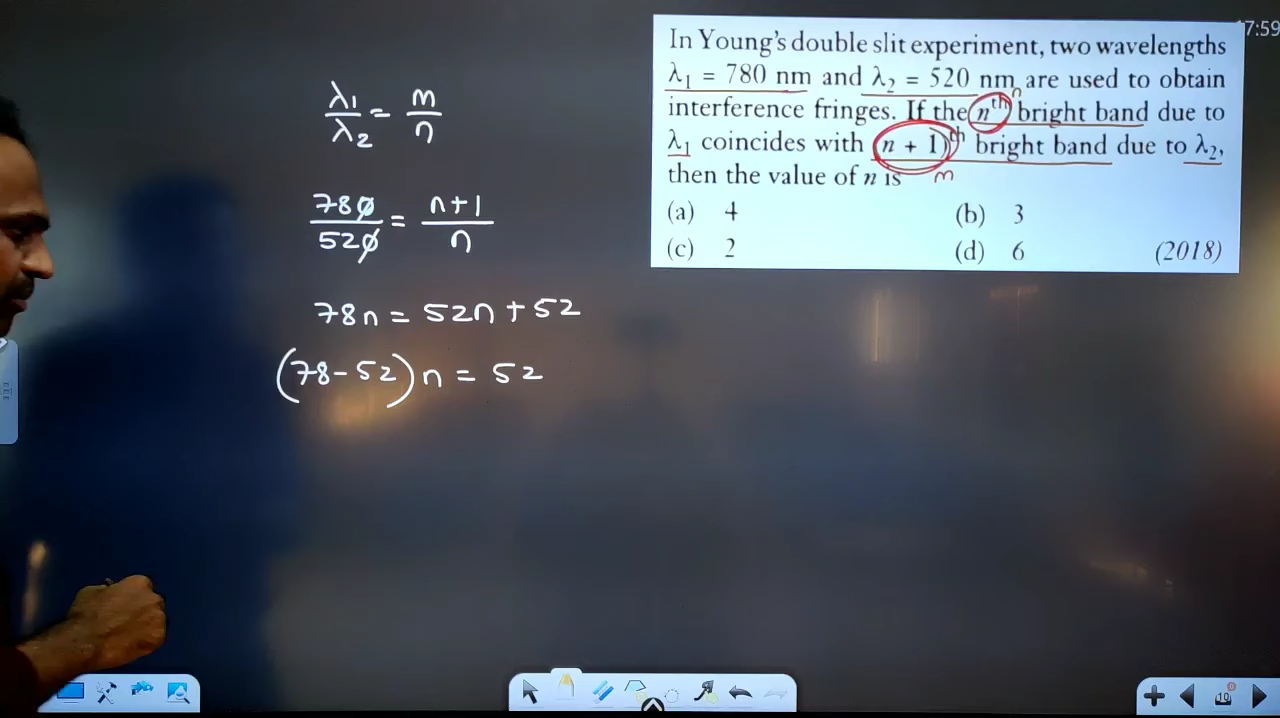 17:59
In Young's double slit experiment, two wavelengths
λ₁ = 780 nm and λ₂ = 520 nm are used to obtain
n
interference fringes. If the nᵗʰ bright band due to
λ₁ coincides with (n + 1)ᵗʰ bright band due to λ₂,
then the value of n is
m
(a) 4 (b) 3
(c) 2 (d) 6 (2018)
λ₁/λ₂ = m/n
780/520 = n+1/n
78n = 52n + 52
(78-52)n = 52
10